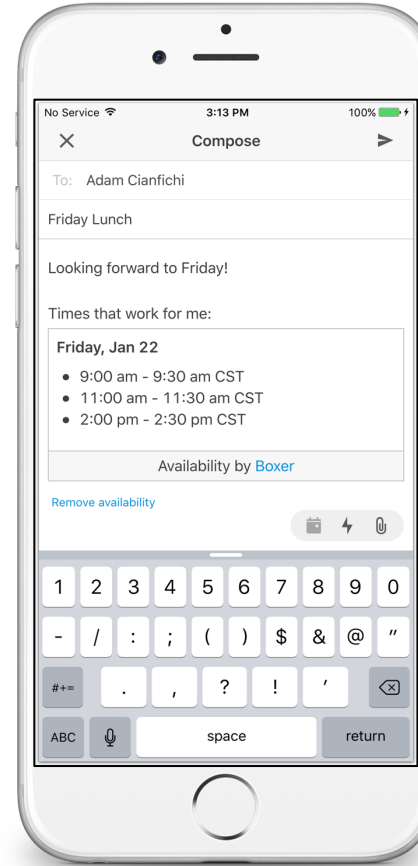 No Service 3:13 PM 100%
Compose
To: Adam Cianfichi
Friday Lunch
Looking forward to Friday!
Times that work for me:
Friday, Jan 22
• 9:00 am - 9:30 am CST
• 11:00 am - 11:30 am CST
• 2:00 pm - 2:30 pm CST
Availability by Boxer
Remove availability
1 2 3 4 5 6 7 8 9 0
- / : ; ( ) $ & @ "
#+= . , ? ! '
ABC space return